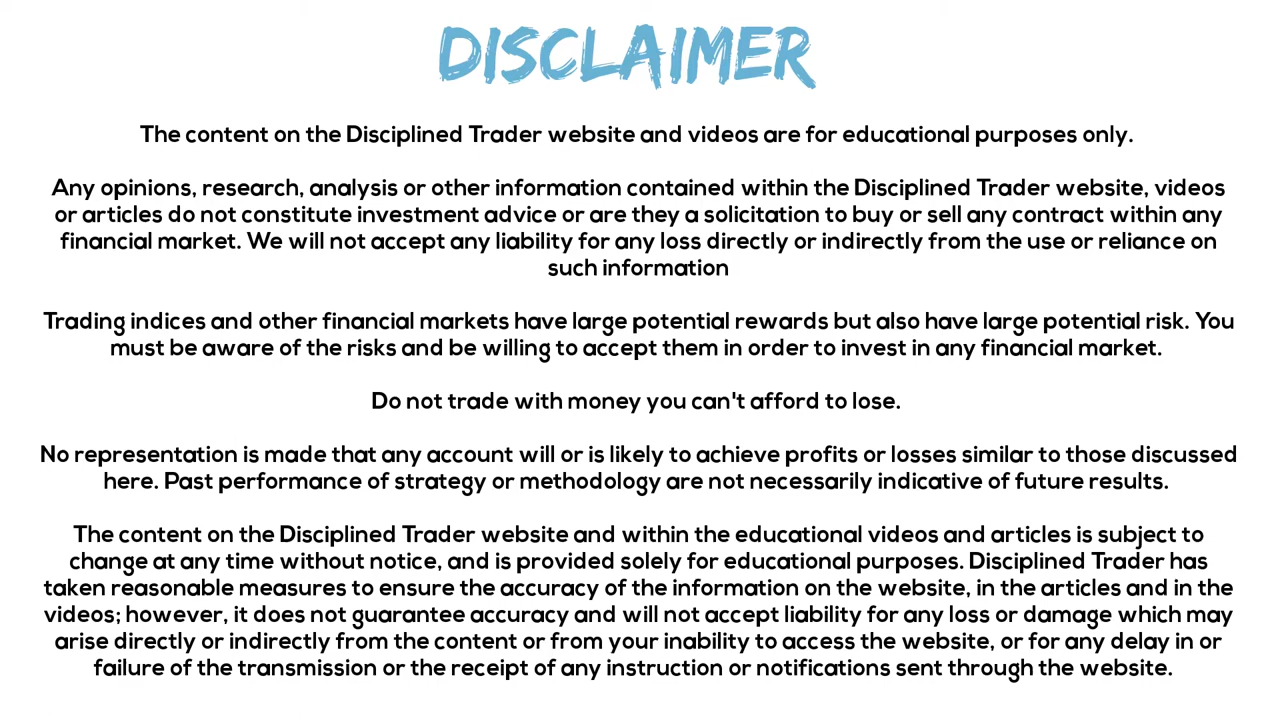 DISCLAIMER
The content on the Disciplined Trader website and videos are for educational purposes only.
Any opinions, research, analysis or other information contained within the Disciplined Trader website, videos
or articles do not constitute investment advice or are they a solicitation to buy or sell any contract within any
financial market. We will not accept any liability for any loss directly or indirectly from the use or reliance on
such information
Trading indices and other financial markets have large potential rewards but also have large potential risk. You
must be aware of the risks and be willing to accept them in order to invest in any financial market.
Do not trade with money you can't afford to lose.
No representation is made that any account will or is likely to achieve profits or losses similar to those discussed
here. Past performance of strategy or methodology are not necessarily indicative of future results.
The content on the Disciplined Trader website and within the educational videos and articles is subject to
change at any time without notice, and is provided solely for educational purposes. Disciplined Trader has
taken reasonable measures to ensure the accuracy of the information on the website, in the articles and in the
videos; however, it does not guarantee accuracy and will not accept liability for any loss or damage which may
arise directly or indirectly from the content or from your inability to access the website, or for any delay in or
failure of the transmission or the receipt of any instruction or notifications sent through the website.